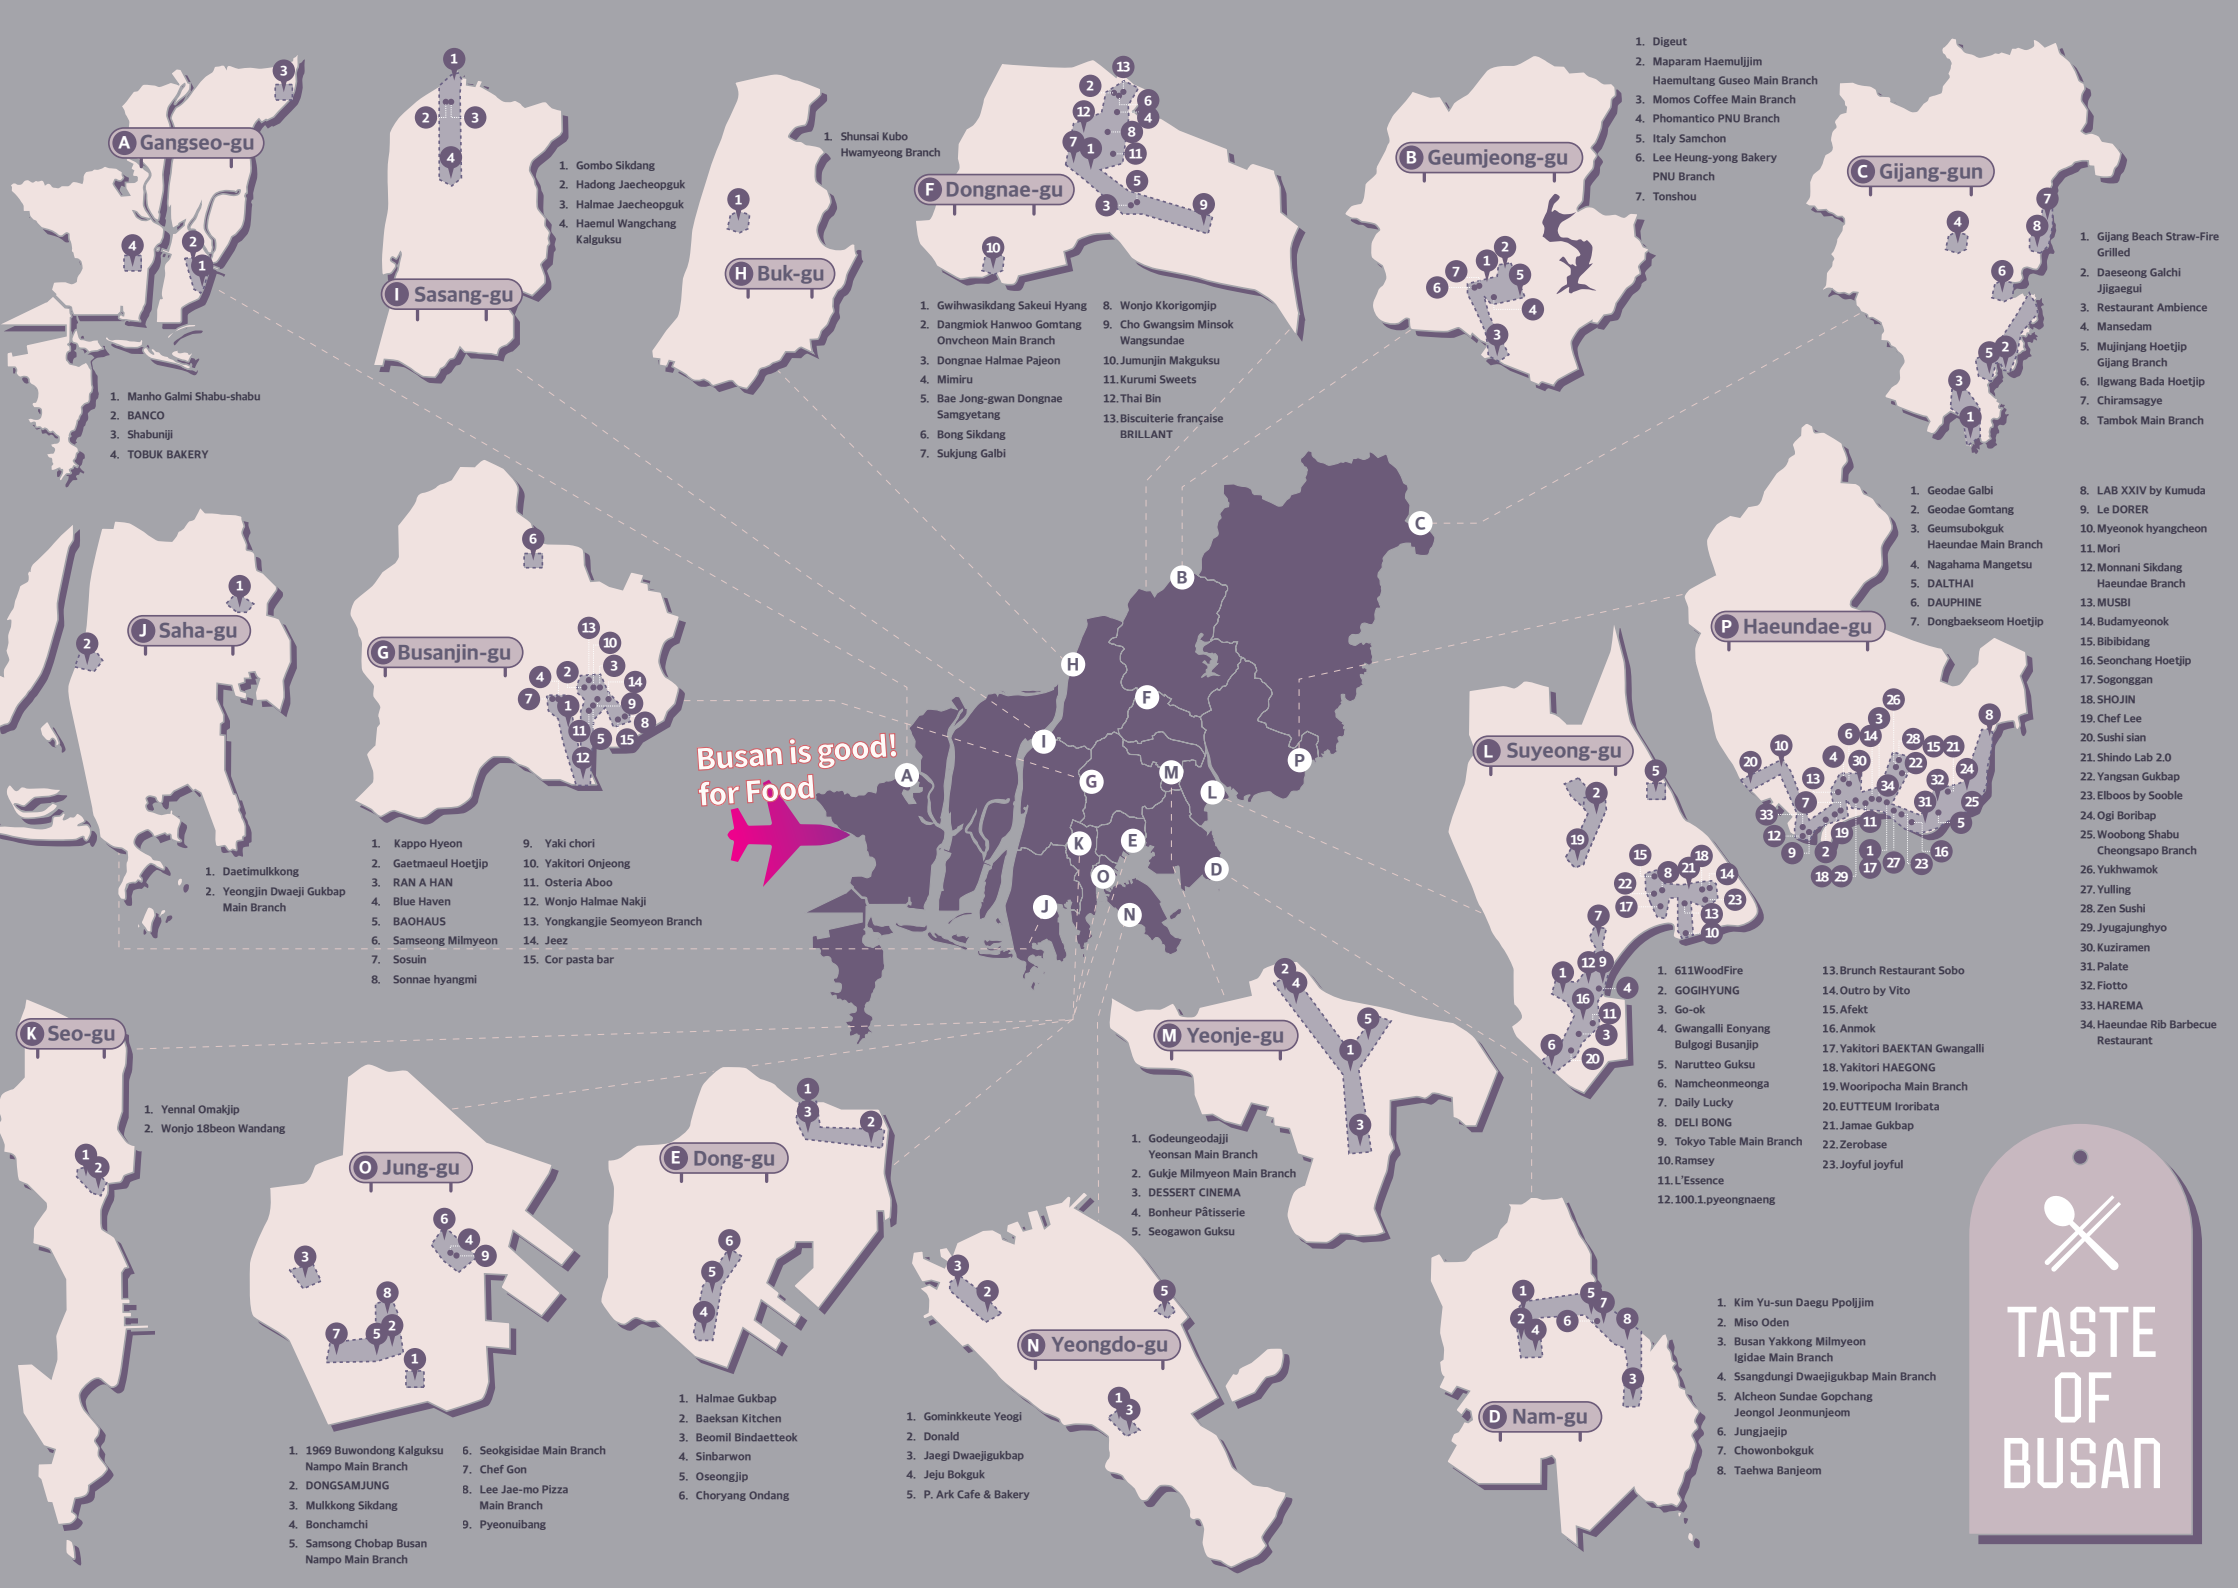 A Gangseo-gu
1. Manho Galmi Shabu-shabu
2. BANCO
3. Shabuniji
4. TOBUK BAKERY
I Sasang-gu
1. Gombo Sikdang
2. Hadong Jaecheopguk
3. Halmae Jaecheopguk
4. Haemul Wangchang
Kalguksu
H Buk-gu
1. Shunsai Kubo
Hwamyeong Branch
F Dongnae-gu
1. Gwihwasikdang Sakeui Hyang
2. Dangmiok Hanwoo Gomtang
Onvcheon Main Branch
3. Dongnae Halmae Pajeon
4. Mimiru
5. Bae Jong-gwan Dongnae
Samgyetang
6. Bong Sikdang
7. Sukjung Galbi
8. Wonjo Kkorigomjip
9. Cho Gwangsim Minsok
Wangsundae
10. Jumunjin Makguksu
11. Kurumi Sweets
12. Thai Bin
13. Biscuiterie française
BRILLANT
B Geumjeong-gu
1. Digeut
2. Maparam Haemuljjim
Haemultang Guseo Main Branch
3. Momos Coffee Main Branch
4. Phomantico PNU Branch
5. Italy Samchon
6. Lee Heung-yong Bakery
PNU Branch
7. Tonshou
C Gijang-gun
1. Gijang Beach Straw-Fire
Grilled
2. Daeseong Galchi
Jjigaegui
3. Restaurant Ambience
4. Mansedam
5. Mujinjang Hoetjip
Gijang Branch
6. Ilgwang Bada Hoetjip
7. Chiramsagye
8. Tambok Main Branch
J Saha-gu
1. Daetimulkkong
2. Yeongjin Dwaeji Gukbap
Main Branch
G Busanjin-gu
1. Kappo Hyeon
2. Gaetmaeul Hoetjip
3. RAN A HAN
4. Blue Haven
5. BAOHAUS
6. Samseong Milmyeon
7. Sosuin
8. Sonnae hyangmi
9. Yaki chori
10. Yakitori Onjeong
11. Osteria Aboo
12. Wonjo Halmae Nakji
13. Yongkangjie Seomyeon Branch
14. Jeez
15. Cor pasta bar
Busan is good!
for Food
P Haeundae-gu
1. Geodae Galbi
2. Geodae Gomtang
3. Geumsubokguk
Haeundae Main Branch
4. Nagahama Mangetsu
5. DALTHAI
6. DAUPHINE
7. Dongbaekseom Hoetjip
8. LAB XXIV by Kumuda
9. Le DORER
10. Myeonok hyangcheon
11. Mori
12. Monnani Sikdang
Haeundae Branch
13. MUSBI
14. Budamyeonok
15. Bibibidang
16. Seonchang Hoetjip
17. Sogonggan
18. SHOJIN
19. Chef Lee
20. Sushi sian
21. Shindo Lab 2.0
22. Yangsan Gukbap
23. Elboos by Sooble
24. Ogi Boribap
25. Woobong Shabu
Cheongsapo Branch
26. Yukhwamok
27. Yulling
28. Zen Sushi
29. Jyugajunghyo
30. Kuziramen
31. Palate
32. Fiotto
33. HAREMA
34. Haeundae Rib Barbecue
Restaurant
L Suyeong-gu
1. 611WoodFire
2. GOGIHYUNG
3. Go-ok
4. Gwangalli Eonyang
Bulgogi Busanjip
5. Narutteo Guksu
6. Namcheonmeonga
7. Daily Lucky
8. DELI BONG
9. Tokyo Table Main Branch
10. Ramsey
11. L'Essence
12. 100.1.pyeongnaeng
13. Brunch Restaurant Sobo
14. Outro by Vito
15. Afekt
16. Anmok
17. Yakitori BAEKTAN Gwangalli
18. Yakitori HAEGONG
19. Wooripocha Main Branch
20. EUTTEUM Iroribata
21. Jamae Gukbap
22. Zerobase
23. Joyful joyful
K Seo-gu
1. Yennal Omakjip
2. Wonjo 18beon Wandang
O Jung-gu
1. 1969 Buwondong Kalguksu
Nampo Main Branch
2. DONGSAMJUNG
3. Mulkkong Sikdang
4. Bonchamchi
5. Samsong Chobap Busan
Nampo Main Branch
6. Seokgisidae Main Branch
7. Chef Gon
8. Lee Jae-mo Pizza
Main Branch
9. Pyeonuibang
E Dong-gu
1. Halmae Gukbap
2. Baeksan Kitchen
3. Beomil Bindaetteok
4. Sinbarwon
5. Oseongjip
6. Choryang Ondang
M Yeonje-gu
1. Godeungeodajji
Yeonsan Main Branch
2. Gukje Milmyeon Main Branch
3. DESSERT CINEMA
4. Bonheur Pâtisserie
5. Seogawon Guksu
N Yeongdo-gu
1. Gominkkeute Yeogi
2. Donald
3. Jaegi Dwaejigukbap
4. Jeju Bokguk
5. P. Ark Cafe & Bakery
D Nam-gu
1. Kim Yu-sun Daegu Ppoljjim
2. Miso Oden
3. Busan Yakkong Milmyeon
Igidae Main Branch
4. Ssangdungi Dwaejigukbap Main Branch
5. Alcheon Sundae Gopchang
Jeongol Jeonmunjeom
6. Jungjaejip
7. Chowonbokguk
8. Taehwa Banjeom
TASTE
OF
BUSAN